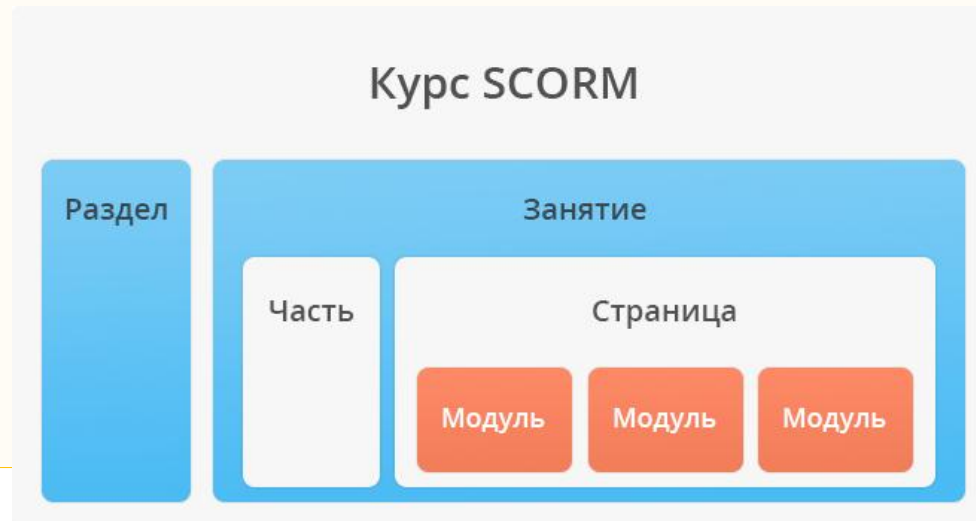 Курс SCORM
Раздел
Занятие
Часть
Страница
Модуль
Модуль
Модуль